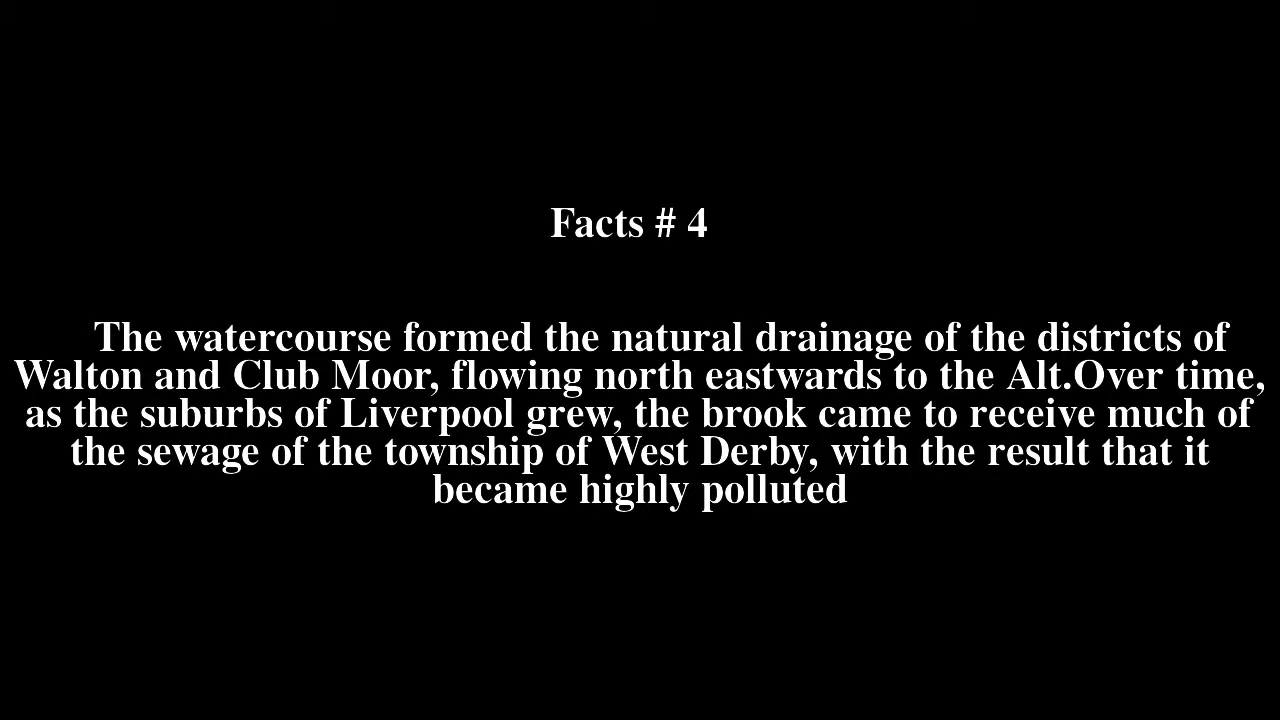 Facts # 4
The watercourse formed the natural drainage of the districts of
Walton and Club Moor, flowing north eastwards to the Alt.Over time,
as the suburbs of Liverpool grew, the brook came to receive much of
the sewage of the township of West Derby, with the result that it
became highly polluted